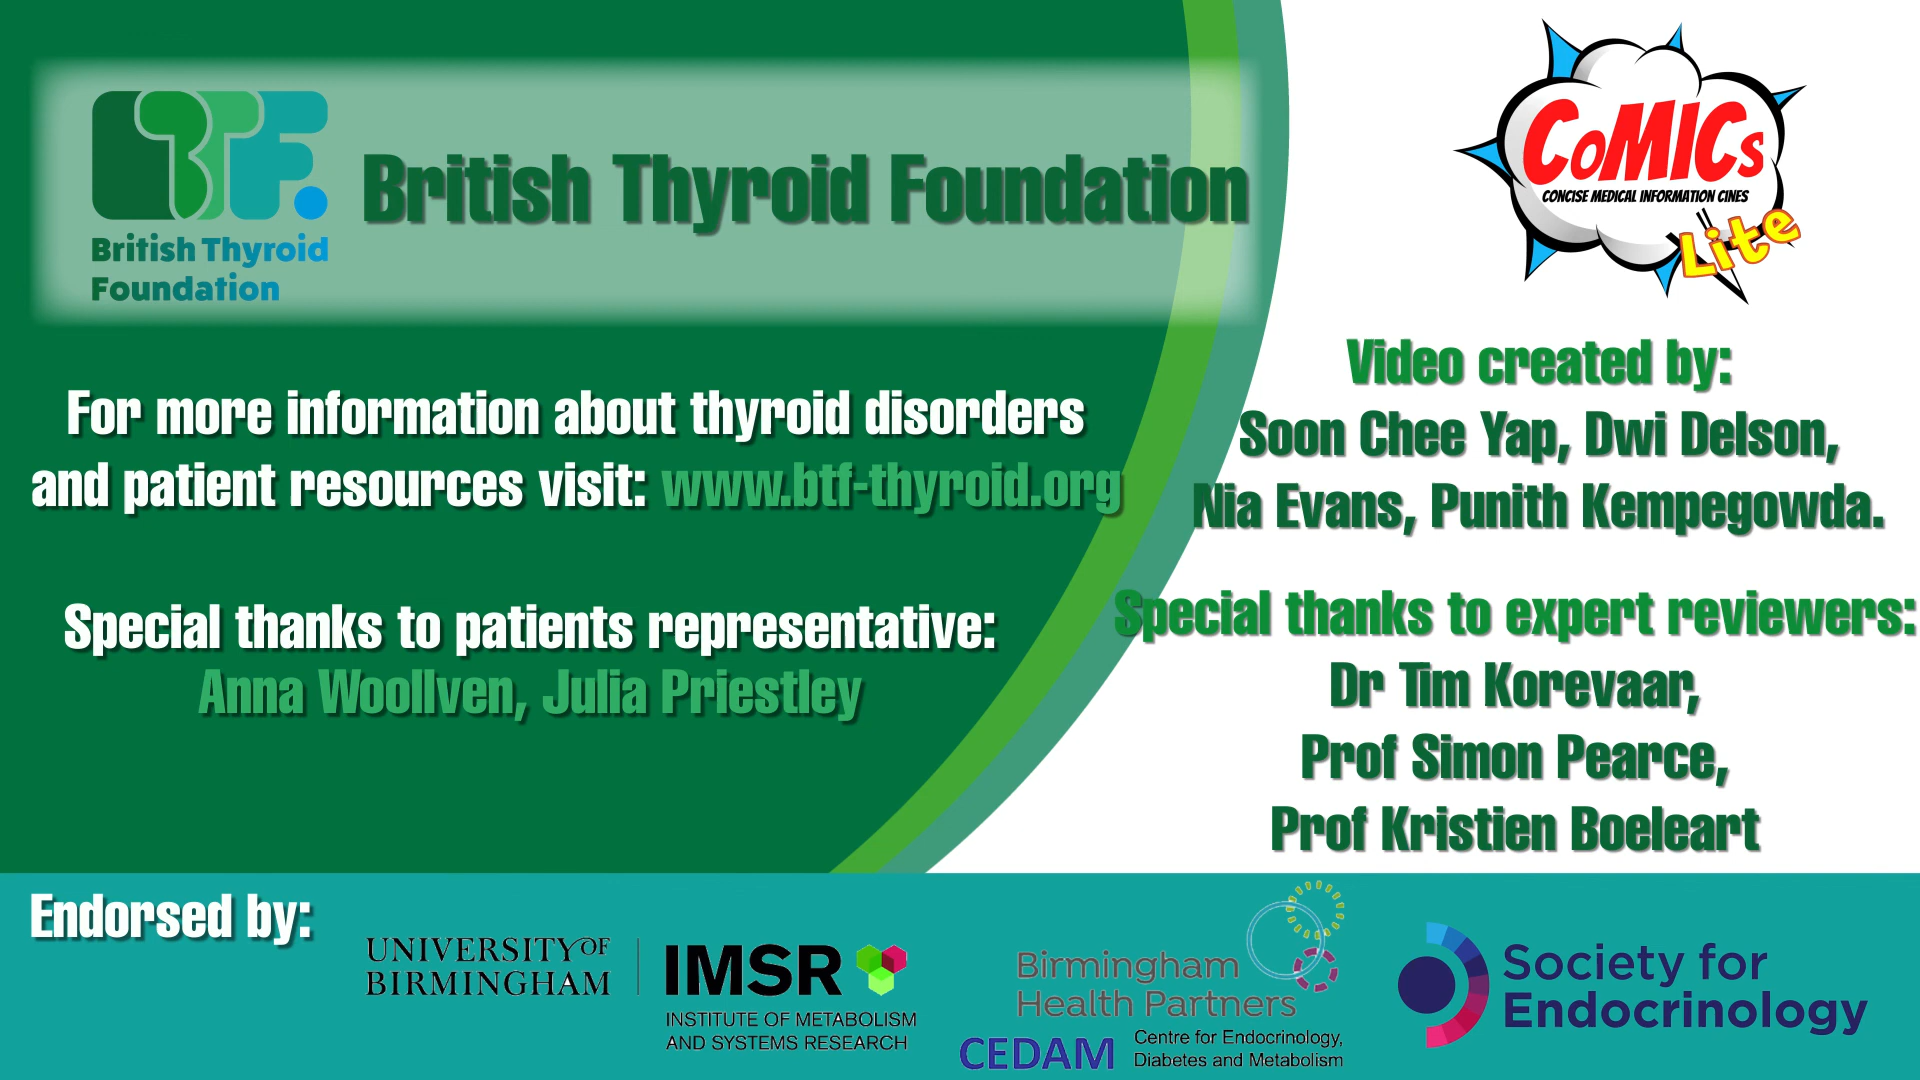 BTF.
British Thyroid
Foundation
British Thyroid Foundation
For more information about thyroid disorders
and patient resources visit: www.btf-thyroid.org
Special thanks to patients representative:
Anna Woollven, Julia Priestley
CoMICs
CONCISE MEDICAL INFORMATION CINES
Lite
Video created by:
Soon Chee Yap, Dwi Delson,
Nia Evans, Punith Kempegowda.
Special thanks to expert reviewers:
Dr Tim Korevaar,
Prof Simon Pearce,
Prof Kristien Boeleart
Endorsed by:
UNIVERSITY OF
BIRMINGHAM
IMSR
INSTITUTE OF METABOLISM
AND SYSTEMS RESEARCH
Birmingham
Health Partners
CEDAM
Centre for Endocrinology,
Diabetes and Metabolism
Society for
Endocrinology